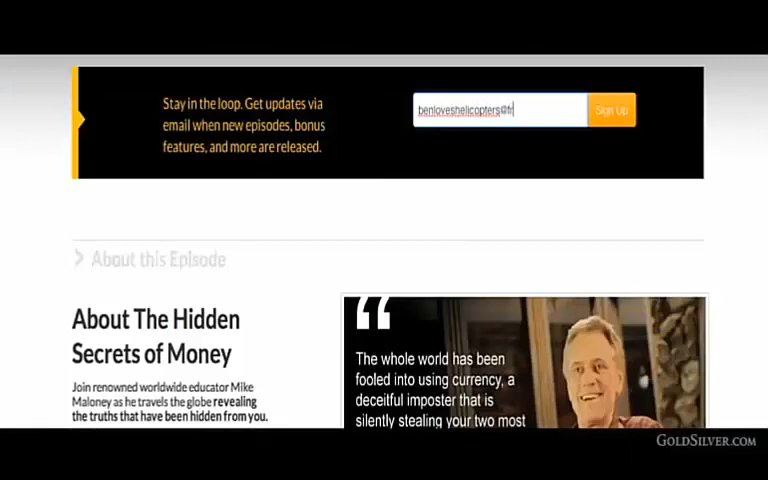 Stay in the loop. Get updates via
email when new episodes, bonus
features, and more are released.
benloveshelicopters@fr
Sign Up
About this Episode
About The Hidden
Secrets of Money
Join renowned worldwide educator Mike
Maloney as he travels the globe revealing
the truths that have been hidden from you.
“
The whole world has been
fooled into using currency, a
deceitful imposter that is
silently stealing your two most
GOLDSILVER.COM